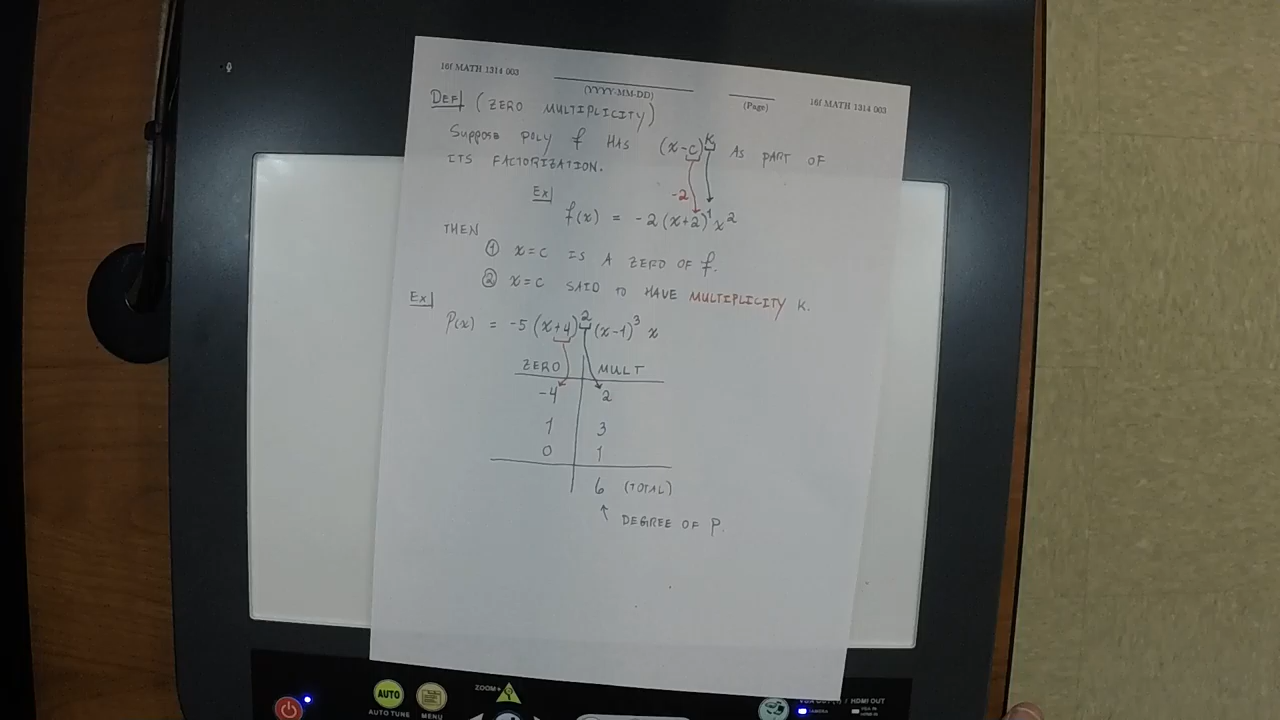 16f MATH 1314 003
(YYYY-MM-DD)
(Page)
16f MATH 1314 003
DEF (ZERO MULTIPLICITY)
SUPPOSE POLY f HAS (x-c)^k AS PART OF
ITS FACTORIZATION.
-2
EX f(x) = -2(x+2)^1 x^2
THEN
① x=c IS A ZERO OF f.
② x=c SAID TO HAVE MULTIPLICITY K.
EX
P(x) = -5(x+4)^2 (x-1)^3 x
ZERO MULT
-4 2
1 3
0 1
6 (TOTAL)
↑ DEGREE OF P.
AUTO
AUTO TUNE
MENU
ZOOM+
HDMI OUT
CAMERA